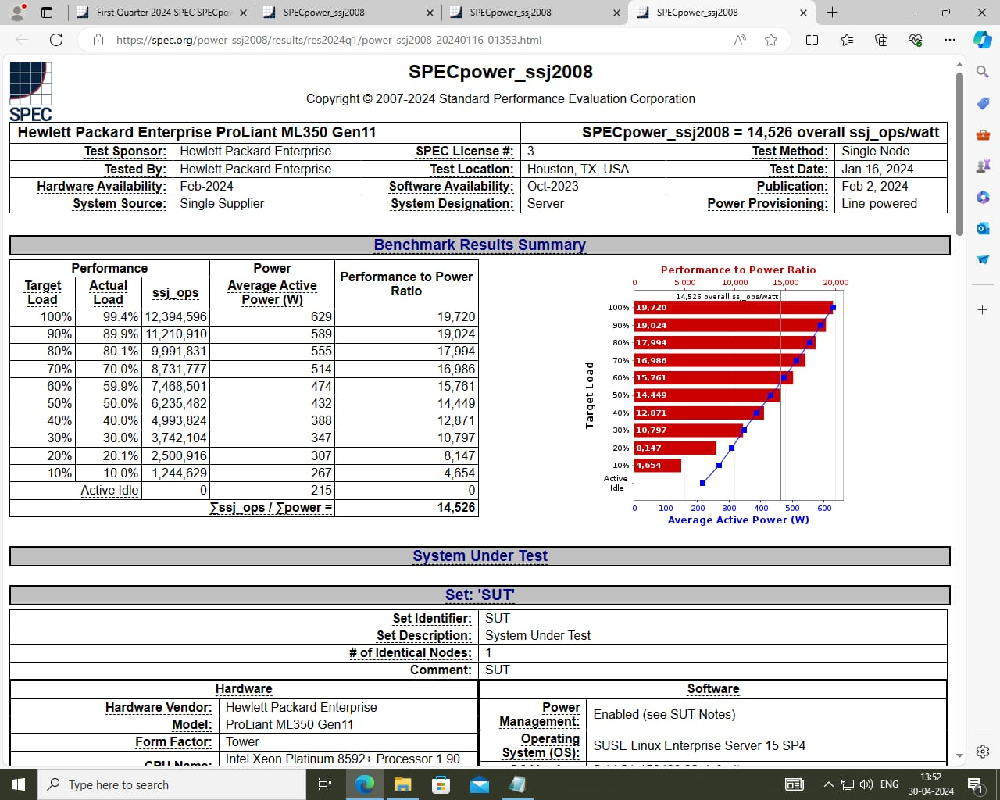 First Quarter 2024 SPEC SPECpow
SPECpower_ssj2008
SPECpower_ssj2008
SPECpower_ssj2008
https://spec.org/power_ssj2008/results/res2024q1/power_ssj2008-20240116-01353.html
SPEC
SPECpower_ssj2008
Copyright © 2007-2024 Standard Performance Evaluation Corporation
Hewlett Packard Enterprise ProLiant ML350 Gen11 SPECpower_ssj2008 = 14,526 overall ssj_ops/watt
Test Sponsor: Hewlett Packard Enterprise SPEC License #: 3 Test Method: Single Node
Tested By: Hewlett Packard Enterprise Test Location: Houston, TX, USA Test Date: Jan 16, 2024
Hardware Availability: Feb-2024 Software Availability: Oct-2023 Publication: Feb 2, 2024
System Source: Single Supplier System Designation: Server Power Provisioning: Line-powered
Benchmark Results Summary
Performance Power Performance to Power Ratio
Target Load Actual Load ssj_ops Average Active Power (W)
100% 99.4% 12,394,596 629 19,720
90% 89.9% 11,210,910 589 19,024
80% 80.1% 9,991,831 555 17,994
70% 70.0% 8,731,777 514 16,986
60% 59.9% 7,468,501 474 15,761
50% 50.0% 6,235,482 432 14,449
40% 40.0% 4,993,824 388 12,871
30% 30.0% 3,742,104 347 10,797
20% 20.1% 2,500,916 307 8,147
10% 10.0% 1,244,629 267 4,654
Active Idle 0 215 0
∑ssj_ops / ∑power = 14,526
Performance to Power Ratio
0 5,000 10,000 15,000 20,000
14,526 overall ssj_ops/watt
Target Load
100% 19,720
90% 19,024
80% 17,994
70% 16,986
60% 15,761
50% 14,449
40% 12,871
30% 10,797
20% 8,147
10% 4,654
Active
Idle
0 100 200 300 400 500 600
Average Active Power (W)
System Under Test
Set: 'SUT'
Set Identifier: SUT
Set Description: System Under Test
# of Identical Nodes: 1
Comment: SUT
Hardware
Hardware Vendor: Hewlett Packard Enterprise
Model: ProLiant ML350 Gen11
Form Factor: Tower
CPU Name: Intel Xeon Platinum 8592+ Processor 1.90
Software
Power Management: Enabled (see SUT Notes)
Operating System (OS): SUSE Linux Enterprise Server 15 SP4
Type here to search
ENG
13:52
30-04-2024
1